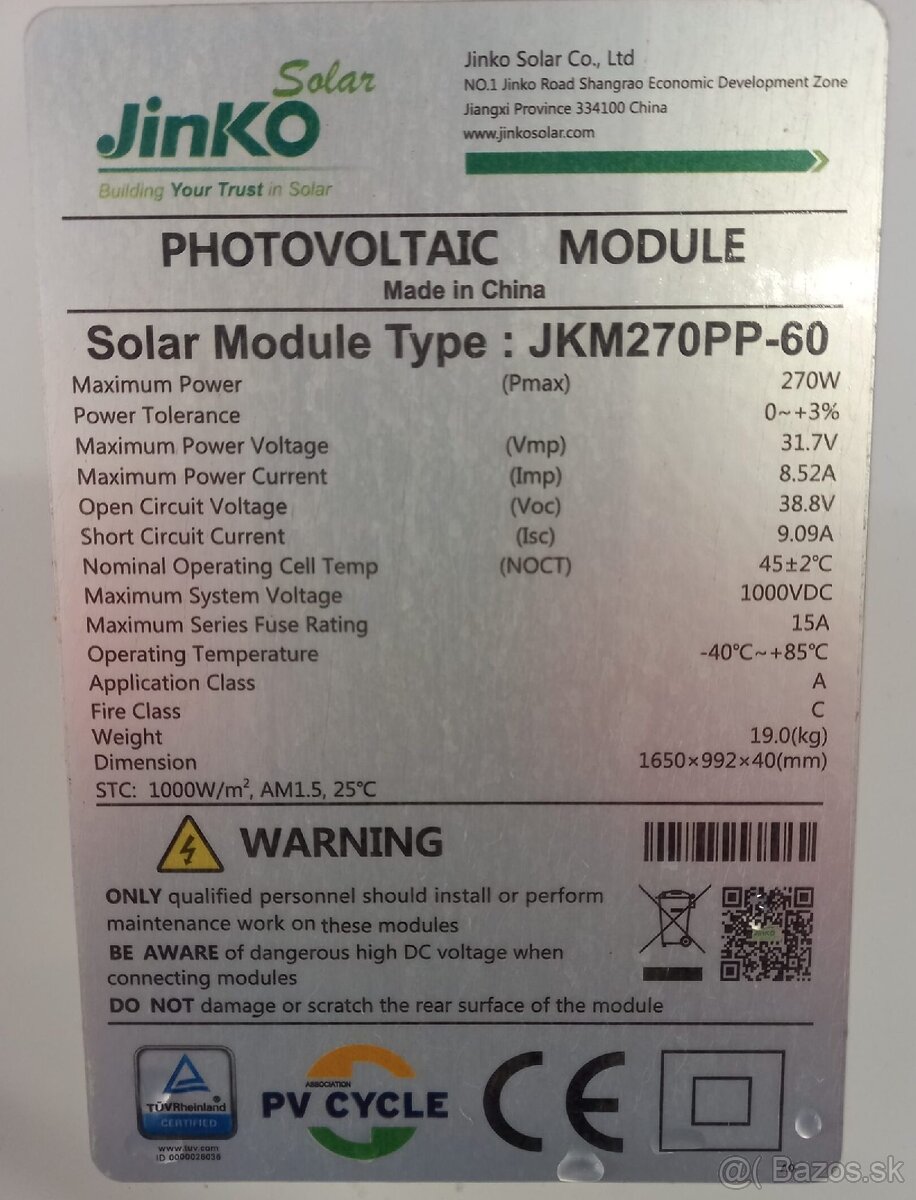 Solar
JinKO
Building Your Trust in Solar
Jinko Solar Co., Ltd
NO.1 Jinko Road Shangrao Economic Development Zone
Jiangxi Province 334100 China
www.jinkosolar.com
PHOTOVOLTAIC MODULE
Made in China
Solar Module Type : JKM270PP-60
Maximum Power (Pmax) 270W
Power Tolerance 0~+3%
Maximum Power Voltage (Vmp) 31.7V
Maximum Power Current (Imp) 8.52A
Open Circuit Voltage (Voc) 38.8V
Short Circuit Current (Isc) 9.09A
Nominal Operating Cell Temp (NOCT) 45±2℃
Maximum System Voltage 1000VDC
Maximum Series Fuse Rating 15A
Operating Temperature -40℃~+85℃
Application Class A
Fire Class C
Weight 19.0(kg)
Dimension 1650×992×40(mm)
STC: 1000W/m², AM1.5, 25℃
WARNING
ONLY qualified personnel should install or perform
maintenance work on these modules
BE AWARE of dangerous high DC voltage when
connecting modules
DO NOT damage or scratch the rear surface of the module
JINKO
TÜVRheinland
CERTIFIED
www.tuv.com
ID 0000026036
ASSOCIATION
PV CYCLE
CE
Bazos.sk